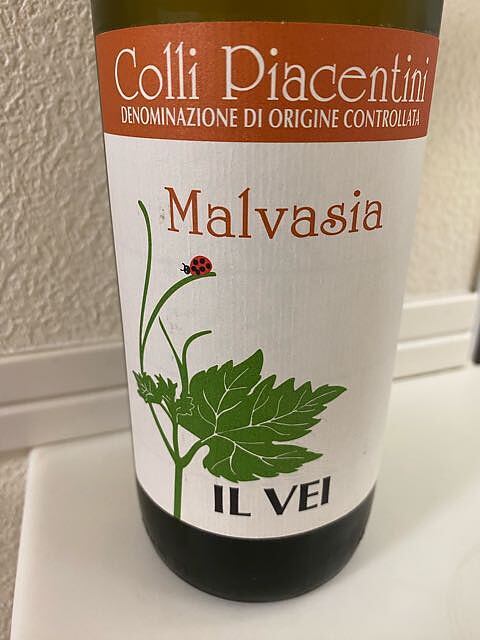 Colli Piacentini
DENOMINAZIONE DI ORIGINE CONTROLLATA
Malvasia
IL VEI